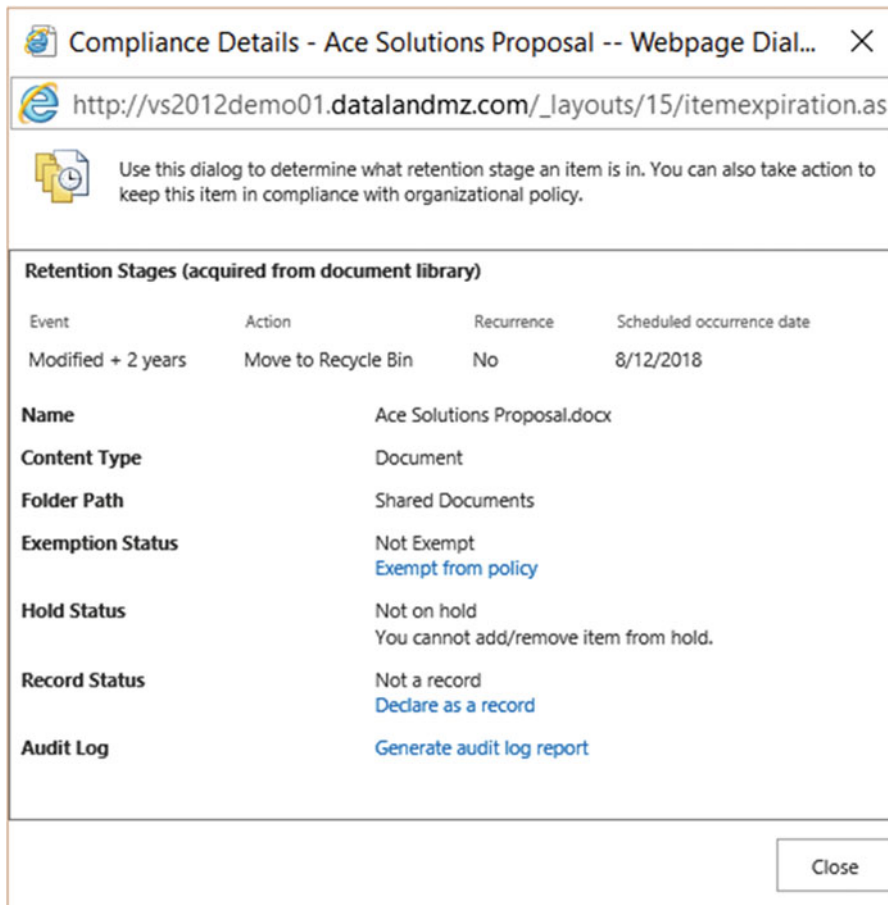 Compliance Details - Ace Solutions Proposal -- Webpage Dial...
http://vs2012demo01.datalandmz.com/_layouts/15/itemexpiration.as
Use this dialog to determine what retention stage an item is in. You can also take action to
keep this item in compliance with organizational policy.
Retention Stages (acquired from document library)
Event Action Recurrence Scheduled occurrence date
Modified + 2 years Move to Recycle Bin No 8/12/2018
Name Ace Solutions Proposal.docx
Content Type Document
Folder Path Shared Documents
Exemption Status Not Exempt
Exempt from policy
Hold Status Not on hold
You cannot add/remove item from hold.
Record Status Not a record
Declare as a record
Audit Log Generate audit log report
Close